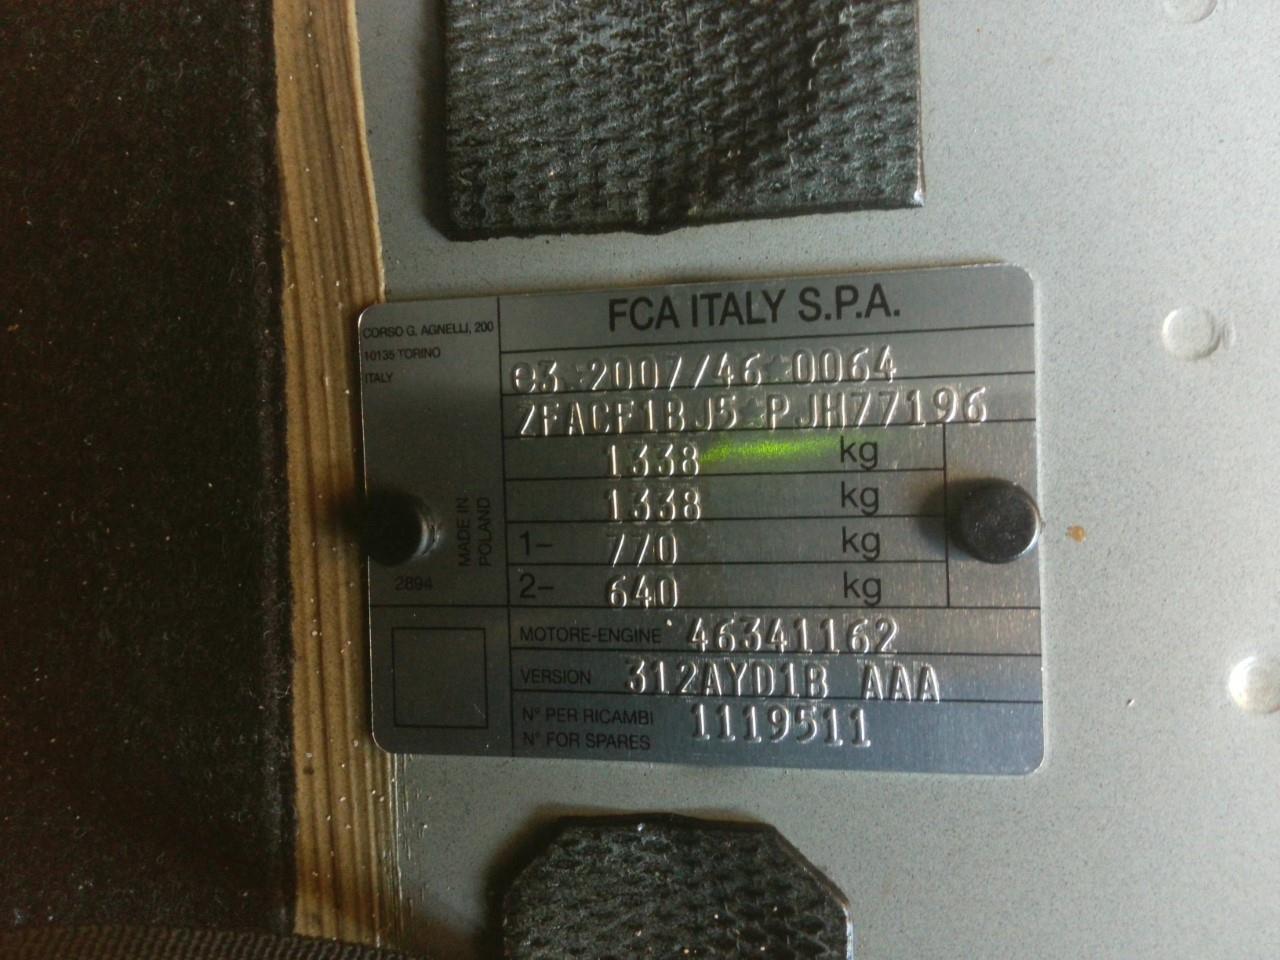 FCA ITALY S.P.A.
CORSO G. AGNELLI, 200
10135 TORINO
ITALY
e3*2007/46*0064
ZFACF1BJ5*PJH77196
1338 kg
1338 kg
1- 770 kg
2- 640 kg
MADE IN
POLAND
2894
MOTORE-ENGINE 46341162
VERSION 312AYD1B AAA
N° PER RICAMBI
N° FOR SPARES 1119511